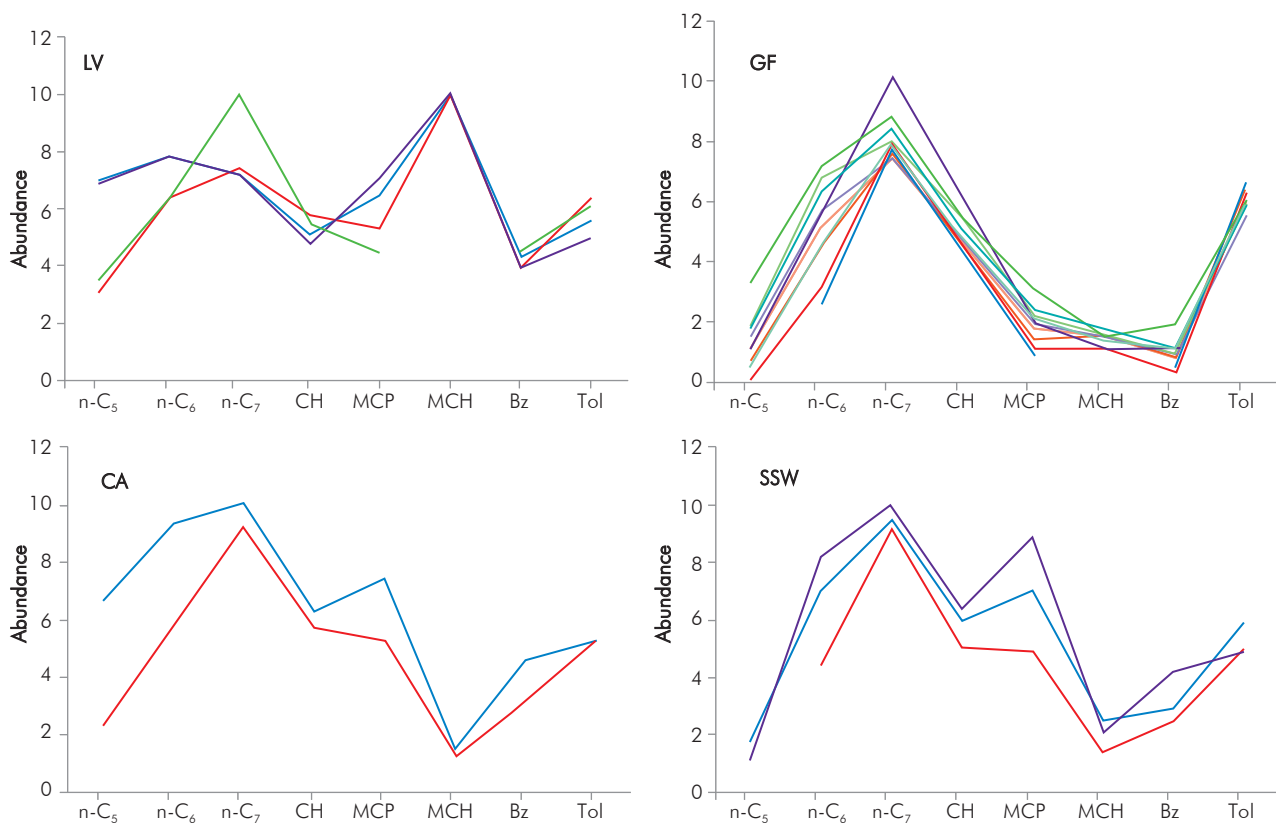 LV
Abundance
12
10
8
6
4
2
0
n-C₅ n-C₆ n-C₇ CH MCP MCH Bz Tol
GF
Abundance
12
10
8
6
4
2
0
n-C₅ n-C₆ n-C₇ CH MCP MCH Bz Tol
CA
Abundance
12
10
8
6
4
2
0
n-C₅ n-C₆ n-C₇ CH MCP MCH Bz Tol
SSW
Abundance
12
10
8
6
4
2
0
n-C₅ n-C₆ n-C₇ CH MCP MCH Bz Tol